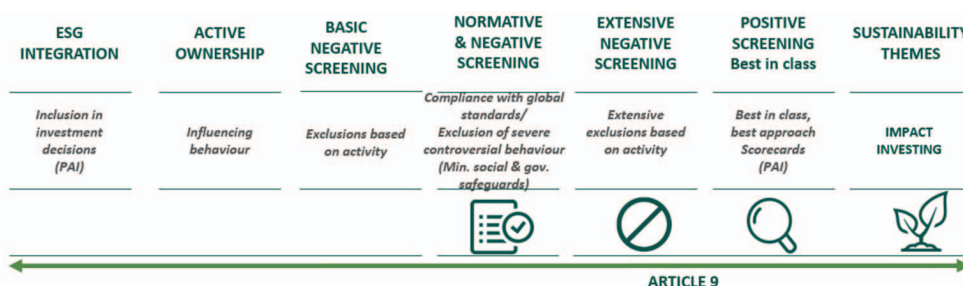 ESG
INTEGRATION
Inclusion in
investment
decisions
(PAI)
ACTIVE
OWNERSHIP
Influencing
behaviour
BASIC
NEGATIVE
SCREENING
Exclusions based
on activity
NORMATIVE
& NEGATIVE
SCREENING
Compliance with global
standards/
Exclusion of severe
controversial behaviour
(Min. social & gov.
safeguards)
EXTENSIVE
NEGATIVE
SCREENING
Extensive
exclusions based
on activity
POSITIVE
SCREENING
Best in class
Best in class,
best approach
Scorecards
(PAI)
SUSTAINABILITY
THEMES
IMPACT
INVESTING
ARTICLE 9